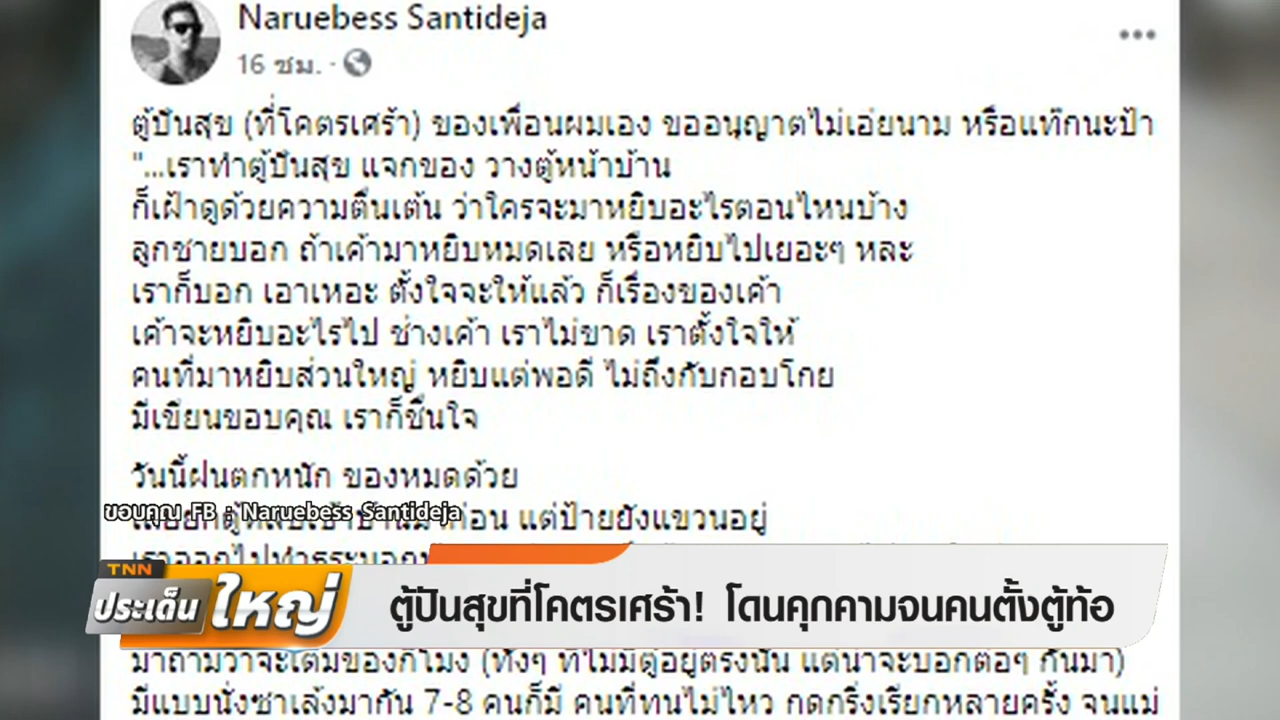 Naruebess Santideja
16 ชม.
ตู้ปันสุข (ที่โคตรเศร้า) ของเพื่อนผมเอง ขออนุญาตไม่เอ่ยนาม หรือแท๊กนะป้า
"...เราทำตู้ปันสุข แจกของ วางตู้หน้าบ้าน
ก็เฝ้าดูด้วยความตื่นเต้น ว่าใครจะมาหยิบอะไรตอนไหนบ้าง
ลูกชายบอก ถ้าเค้ามาหยิบหมดเลย หรือหยิบไปเยอะๆ หละ
เราก็บอก เอาเหอะ ตั้งใจจะให้แล้ว ก็เรื่องของเค้า
เค้าจะหยิบอะไรไป ช่างเค้า เราไม่ขาด เราตั้งใจให้
คนที่มาหยิบส่วนใหญ่ หยิบแต่พอดี ไม่ถึงกับกอบโกย
มีเขียนขอบคุณ เราก็ชื่นใจ
วันนี้ฝนตกหนัก ของหมดด้วย
ขอบคุณ FB : Naruebess Santideja
ก่อน แต่ป้ายยังแขวนอยู่
TNN
ประเด็นใหญ่
ตู้ปันสุขที่โคตรเศร้า! โดนคุกคามจนคนตั้งตู้ท้อ
มาถามว่าจะเติมของกี่โมง (ทั้งๆ ที่ไม่มีตู้อยู่ตรงนั้น แต่น่าจะบอกต่อๆ กันมา)
มีแบบนั่งซาเล้งมากัน 7-8 คนก็มี คนที่ทนไม่ไหว กดกริ่งเรียกหลายครั้ง จนแม่